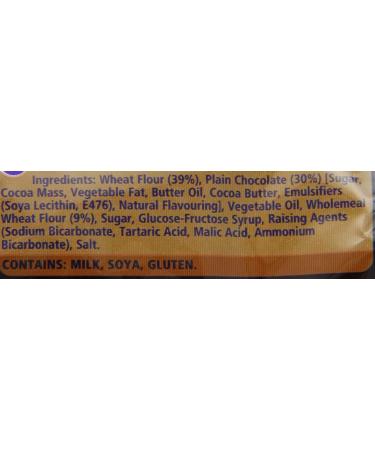 Ingredients: Wheat Flour (39%), Plain Chocolate (30%) [Sugar,
Cocoa Mass, Vegetable Fat, Butter Oil, Cocoa Butter, Emulsifiers
(Soya Lecithin, E476), Natural Flavouring], Vegetable Oil, Wholemeal
Wheat Flour (9%), Sugar, Glucose-Fructose Syrup, Raising Agents
(Sodium Bicarbonate, Tartaric Acid, Malic Acid, Ammonium
Bicarbonate), Salt.
CONTAINS: MILK, SOYA, GLUTEN.